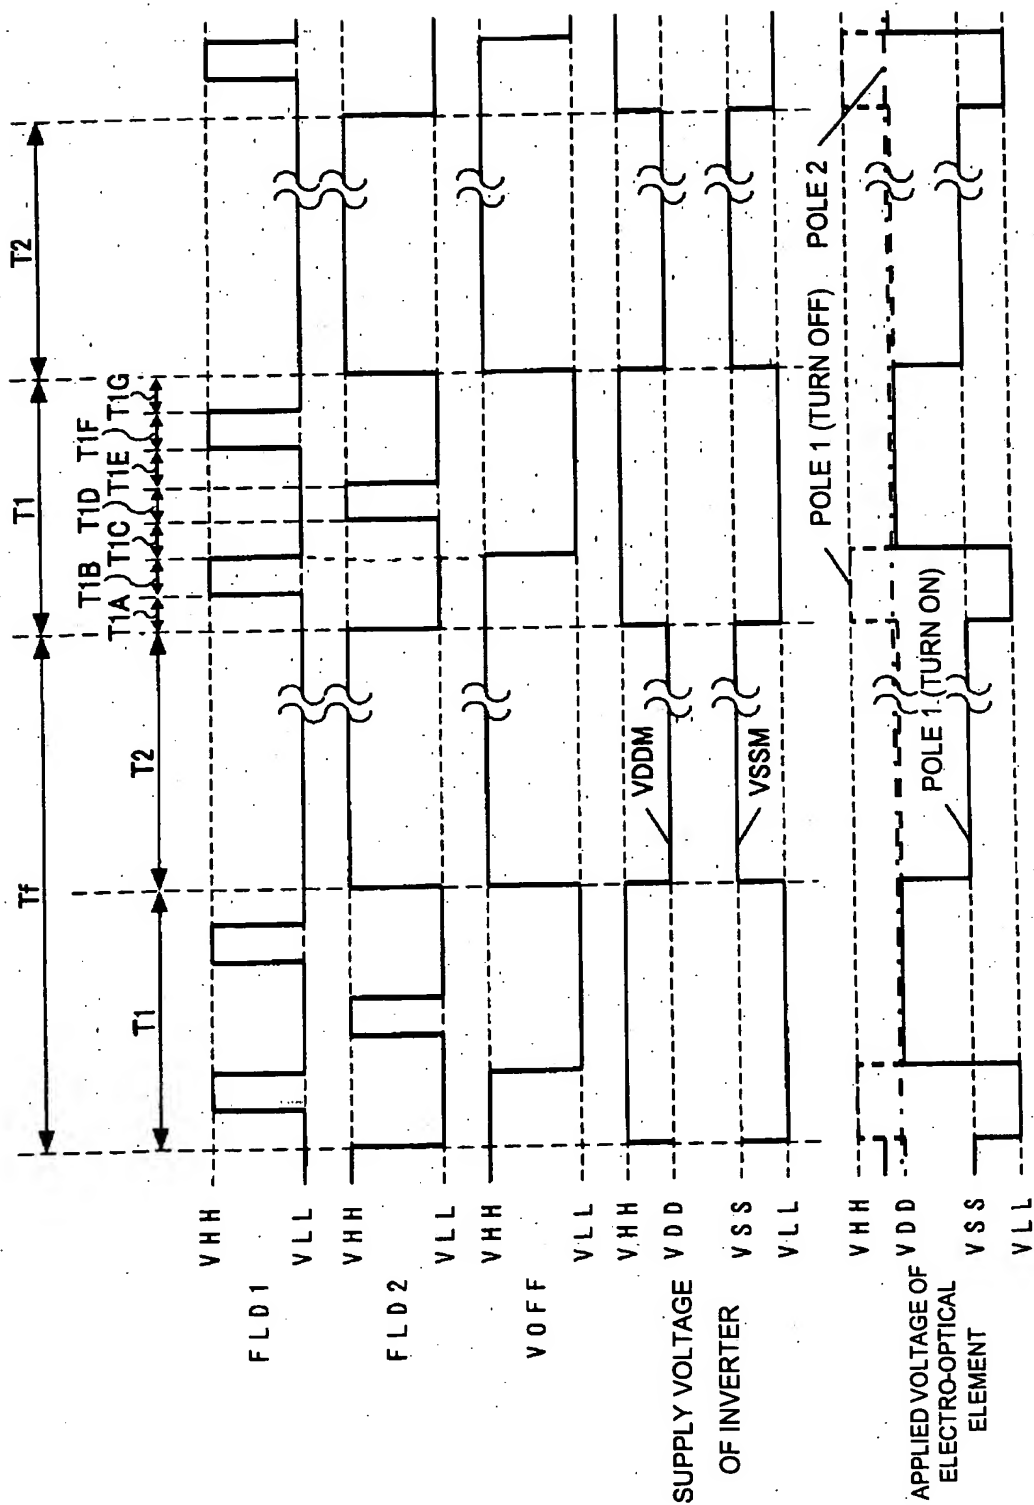 Tf
T1
T2
T1
T2
T1A
T1B
T1C
T1D
T1E
T1F
T1G
FLD1
VHH
VLL
FLD2
VHH
VLL
VOFF
VHH
VLL
SUPPLY VOLTAGE
OF INVERTER
VHH
VDD
VSS
VLL
VDDM
VSSM
APPLIED VOLTAGE OF
ELECTRO-OPTICAL
ELEMENT
VHH
VDD
VSS
VLL
POLE 1 (TURN ON)
POLE 1 (TURN OFF)
POLE 2